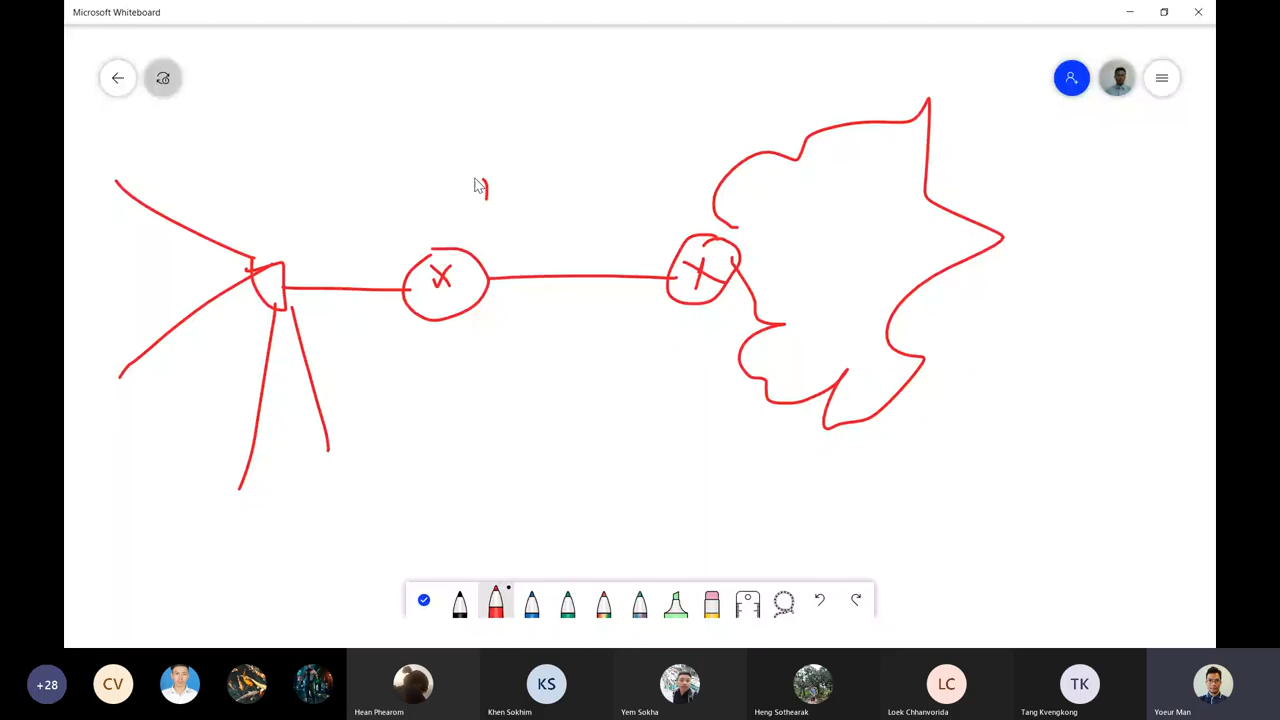 Microsoft Whiteboard
X
X
+28
CV
KS
LC
TK
Hean Phearom
Khen Sokhim
Yem Sokha
Heng Sothearak
Loek Chhanvorida
Tang Kvengkong
Yoeur Man